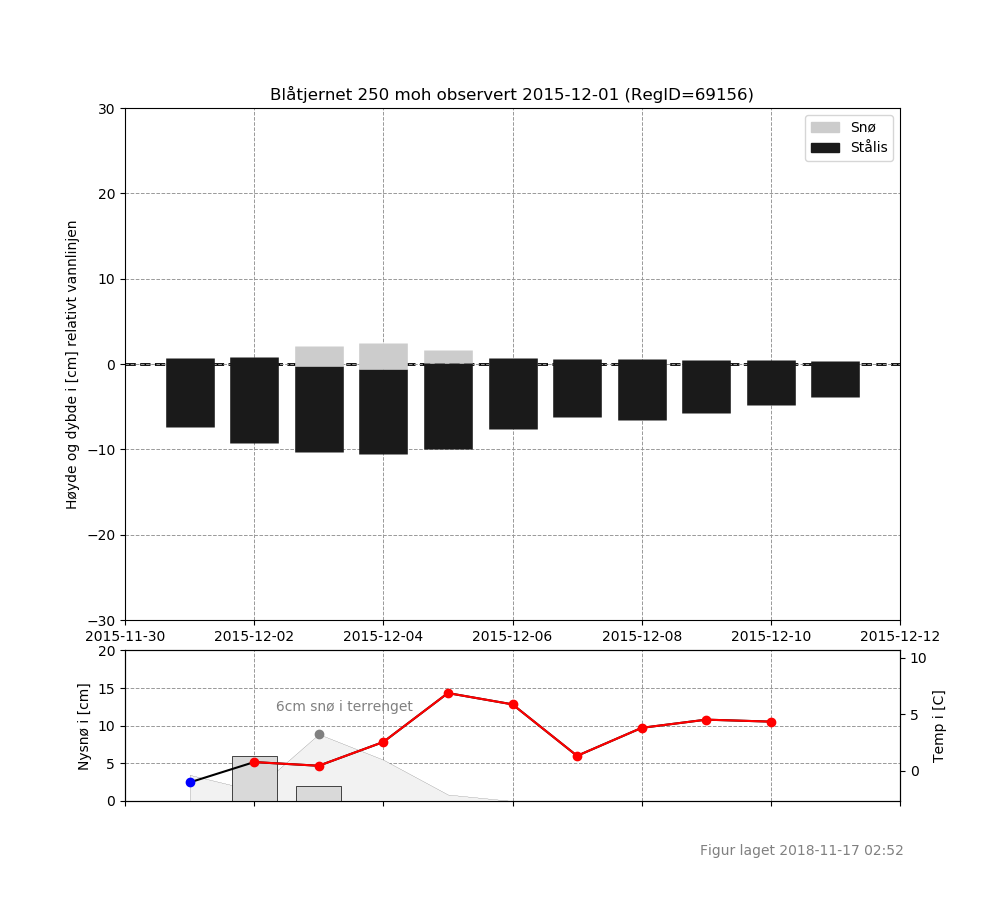 Blåtjernet 250 moh observert 2015-12-01 (RegID=69156)
Høyde og dybde i [cm] relativt vannlinjen
30
20
10
0
−10
−20
−30
Snø
Stålis
2015-11-30 2015-12-02 2015-12-04 2015-12-06 2015-12-08 2015-12-10 2015-12-12
Nysnø i [cm]
20
15
10
5
0
6cm snø i terrenget
10
5
0
Temp i [C]
Figur laget 2018-11-17 02:52